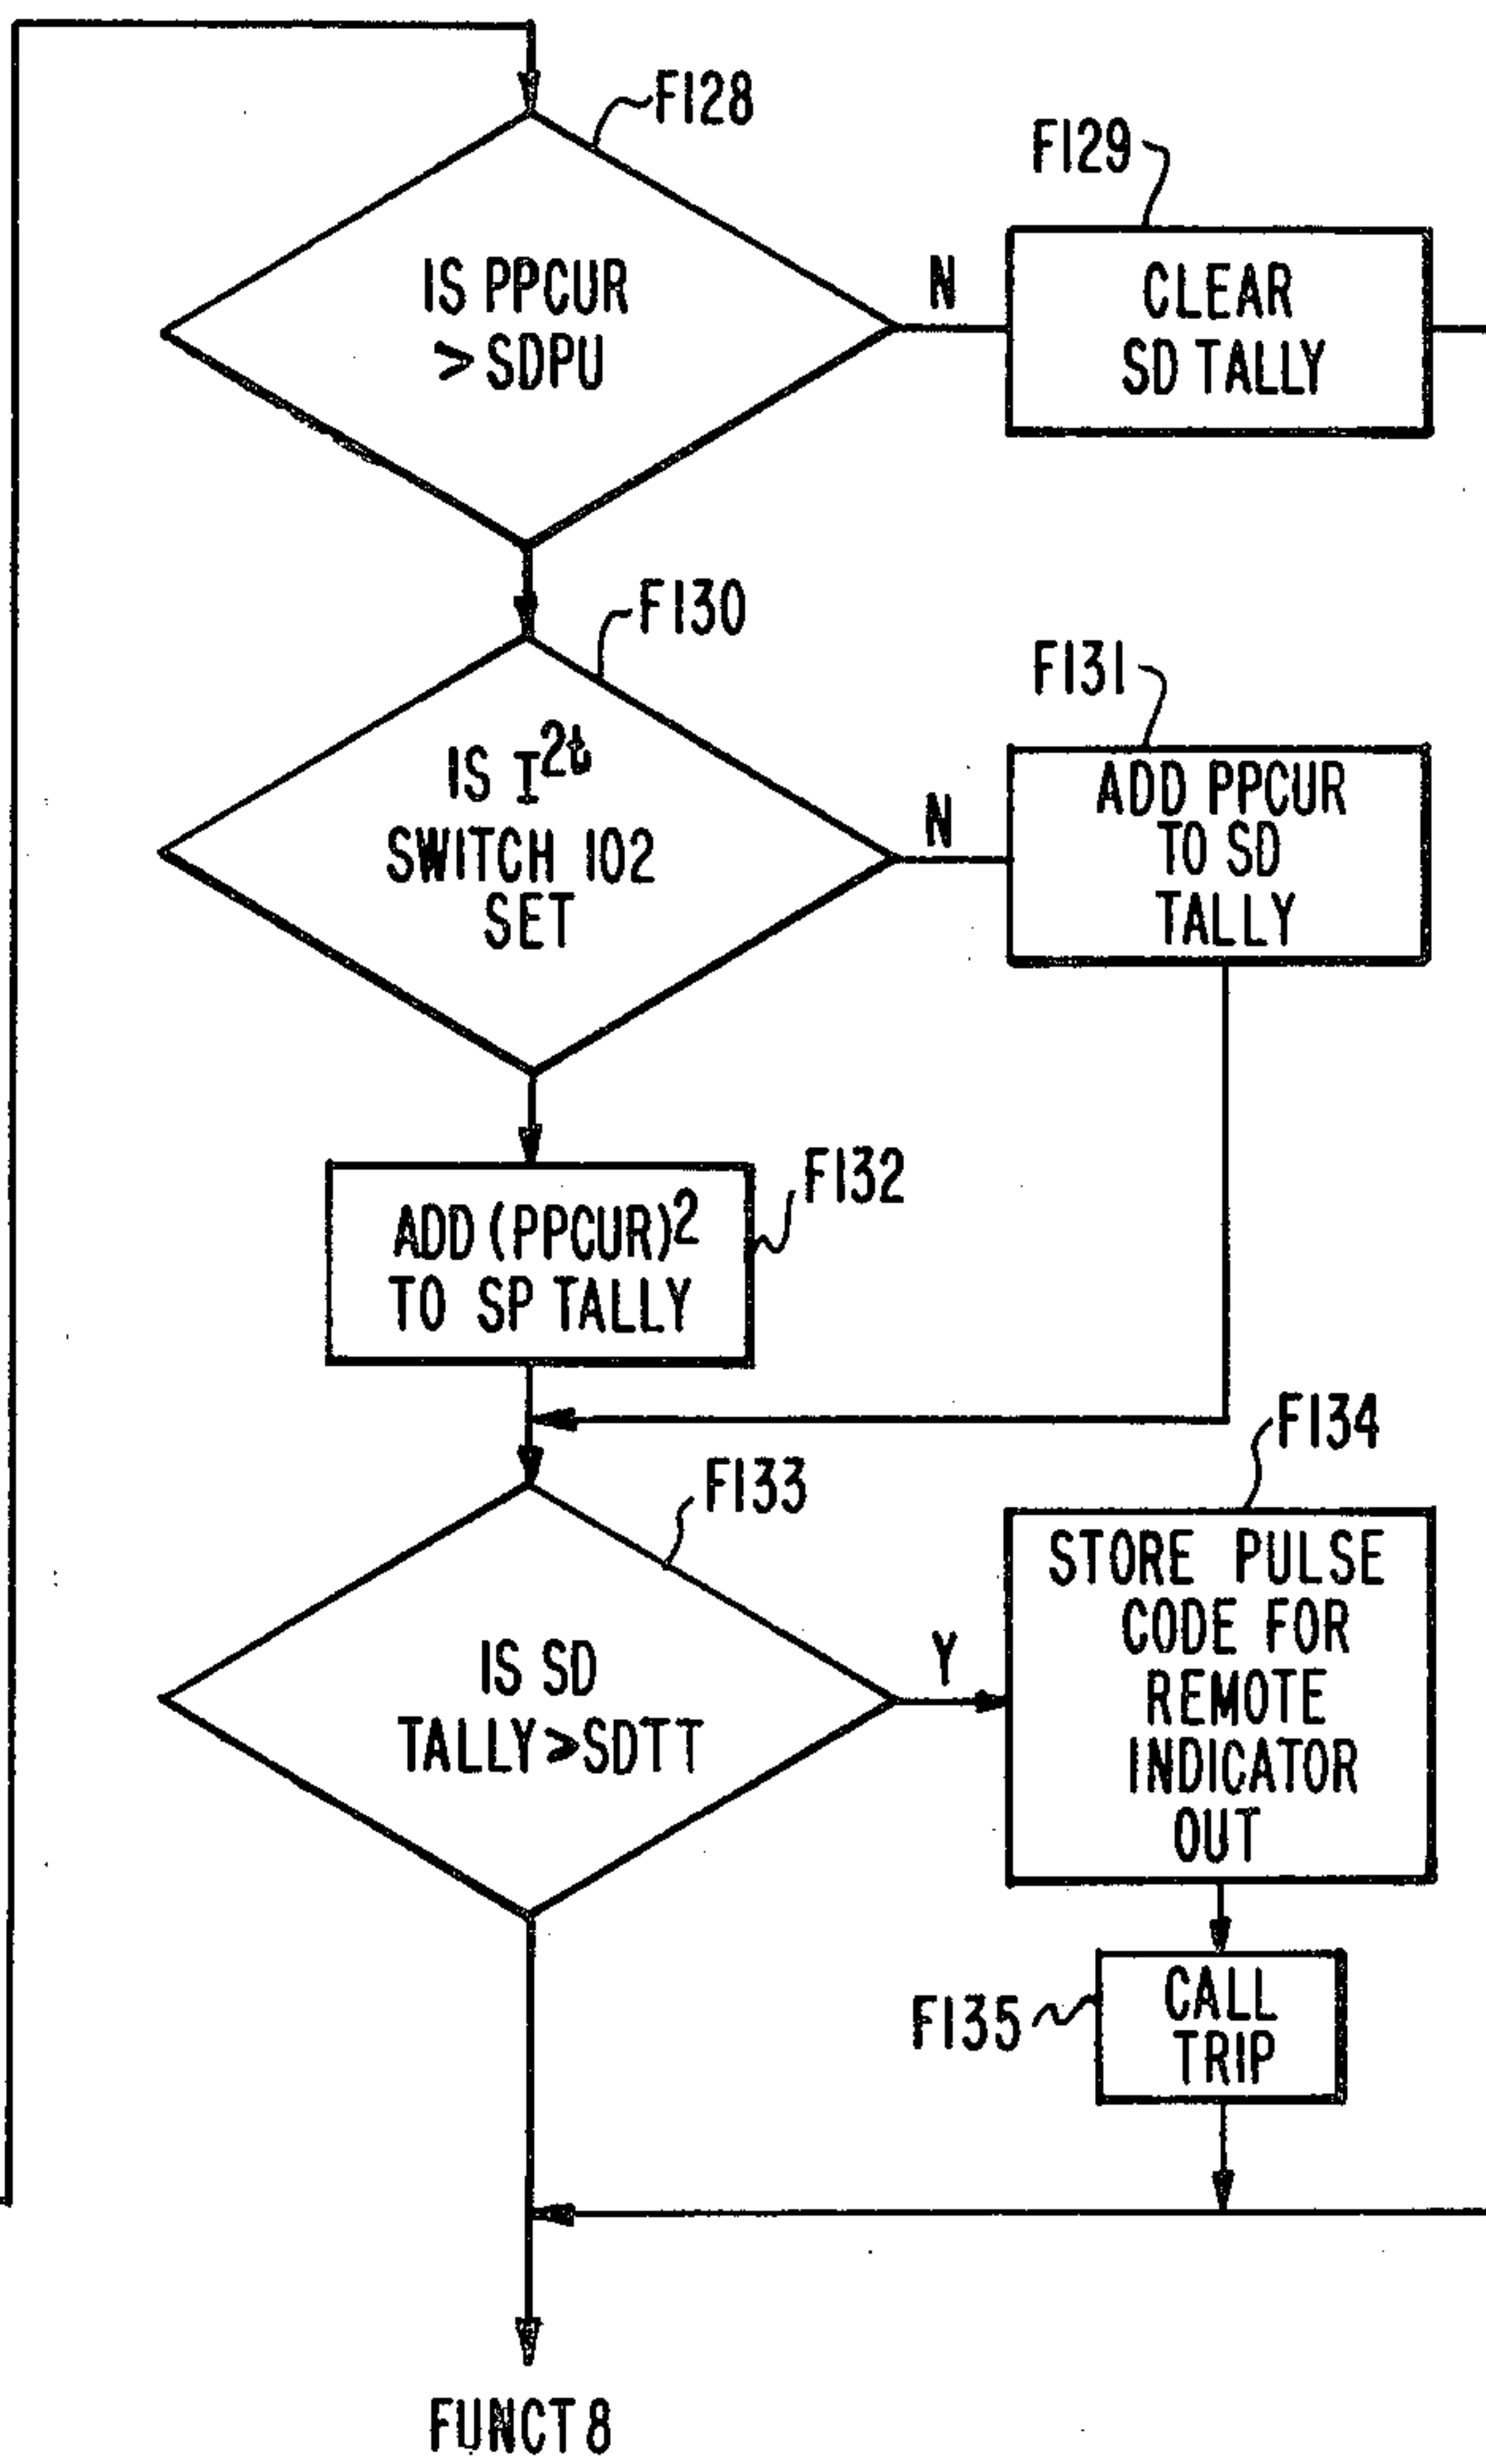 F128
IS PPCUR
> SDPU
N
F129
CLEAR
SD TALLY
F130
IS I²ᵗ
SWITCH 102
SET
N
F131
ADD PPCUR
TO SD
TALLY
F132
ADD (PPCUR)²
TO SP TALLY
F133
IS SD
TALLY>SDTT
Y
F134
STORE PULSE
CODE FOR
REMOTE
INDICATOR
OUT
F135
CALL
TRIP
FUNCT 8